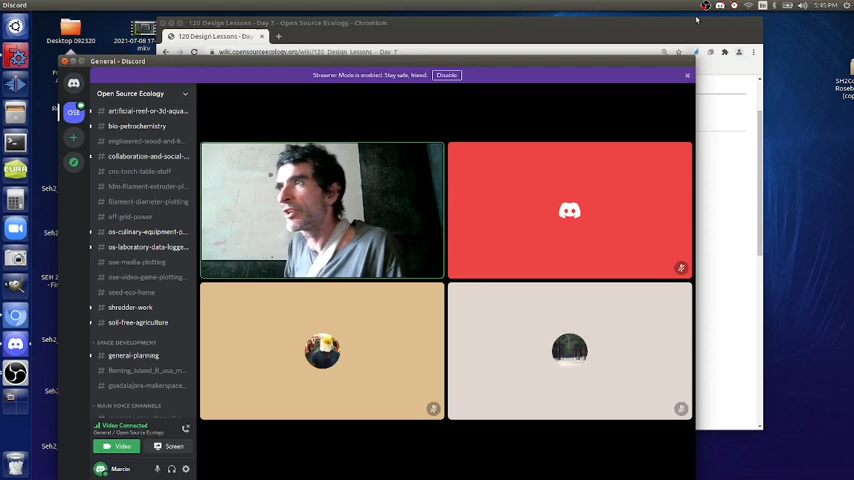 Discord
5:45 PM
Desktop 092320
2021-07-08 17-
mkv
120 Design Lessons - Day 7 - Open Source Ecology - Chromium
120 Design Lessons - Day
wiki.opensourceecology.org/wiki/120_Design_Lessons_-_Day_7
General - Discord
Streamer Mode is enabled. Stay safe, friend.
Disable
OSE
Open Source Ecology
# artificial-reef-or-3d-aqua...
# bio-petrochemistry
# engineered-wood-and-b...
# collaboration-and-social-...
# cnc-torch-table-stuff
# fdm-filament-extruder-pl...
# filament-diameter-plotting
# off-grid-power
# os-culinary-equipment-p...
# os-laboratory-data-logge...
# ose-media-plotting
# ose-video-game-plotting...
# seed-eco-home
# shredder-work
# soil-free-agriculture
SPACE DEVELOPMENT
# general-planning
# fleming_island_fl_usa_m...
# guadalajara-makerspace...
MAIN VOICE CHANNELS
Video Connected
General / Open Source Ecology
Video
Screen
Marcin
CURA